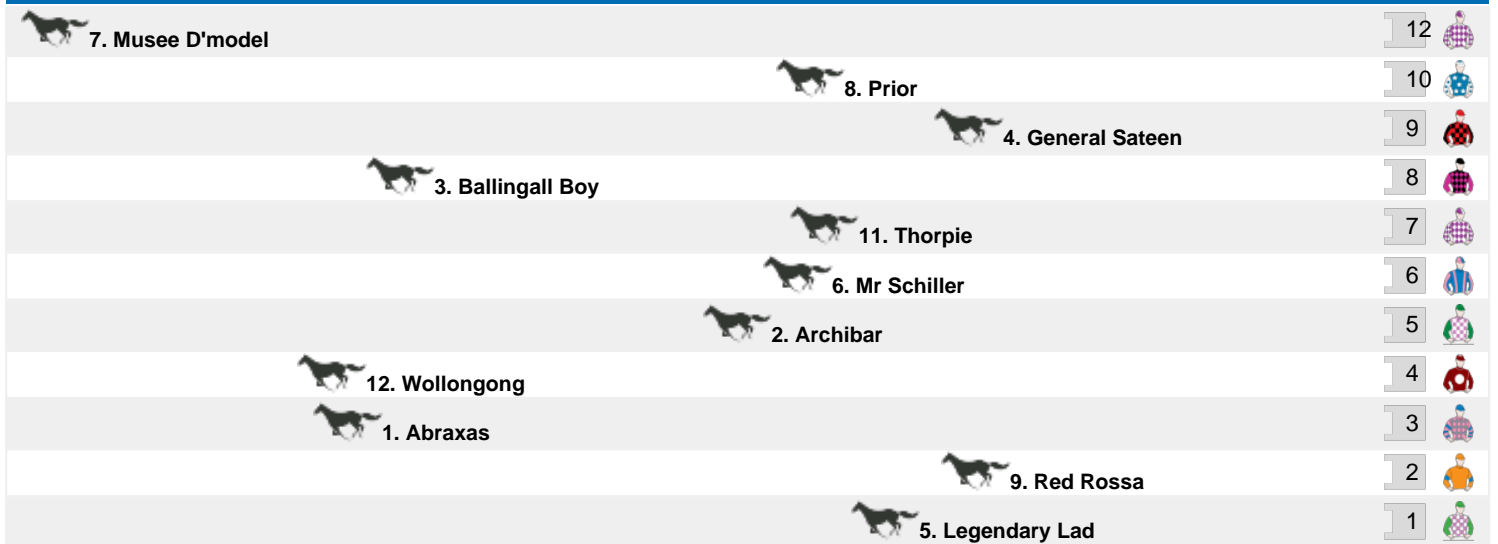 7. Musee D'model 12
8. Prior 10
4. General Sateen 9
3. Ballingall Boy 8
11. Thorpie 7
6. Mr Schiller 6
2. Archibar 5
12. Wollongong 4
1. Abraxas 3
9. Red Rossa 2
5. Legendary Lad 1